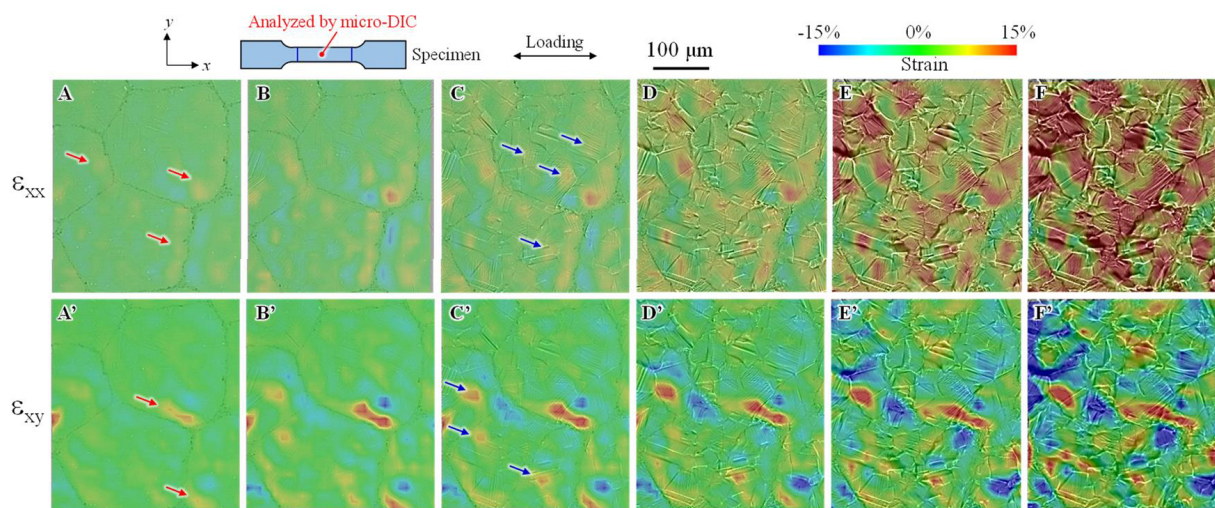 Analyzed by micro-DIC
y
x
Specimen
Loading
100 μm
-15% 0% 15%
Strain
A B C D E F
εxx
A' B' C' D' E' F'
εxy